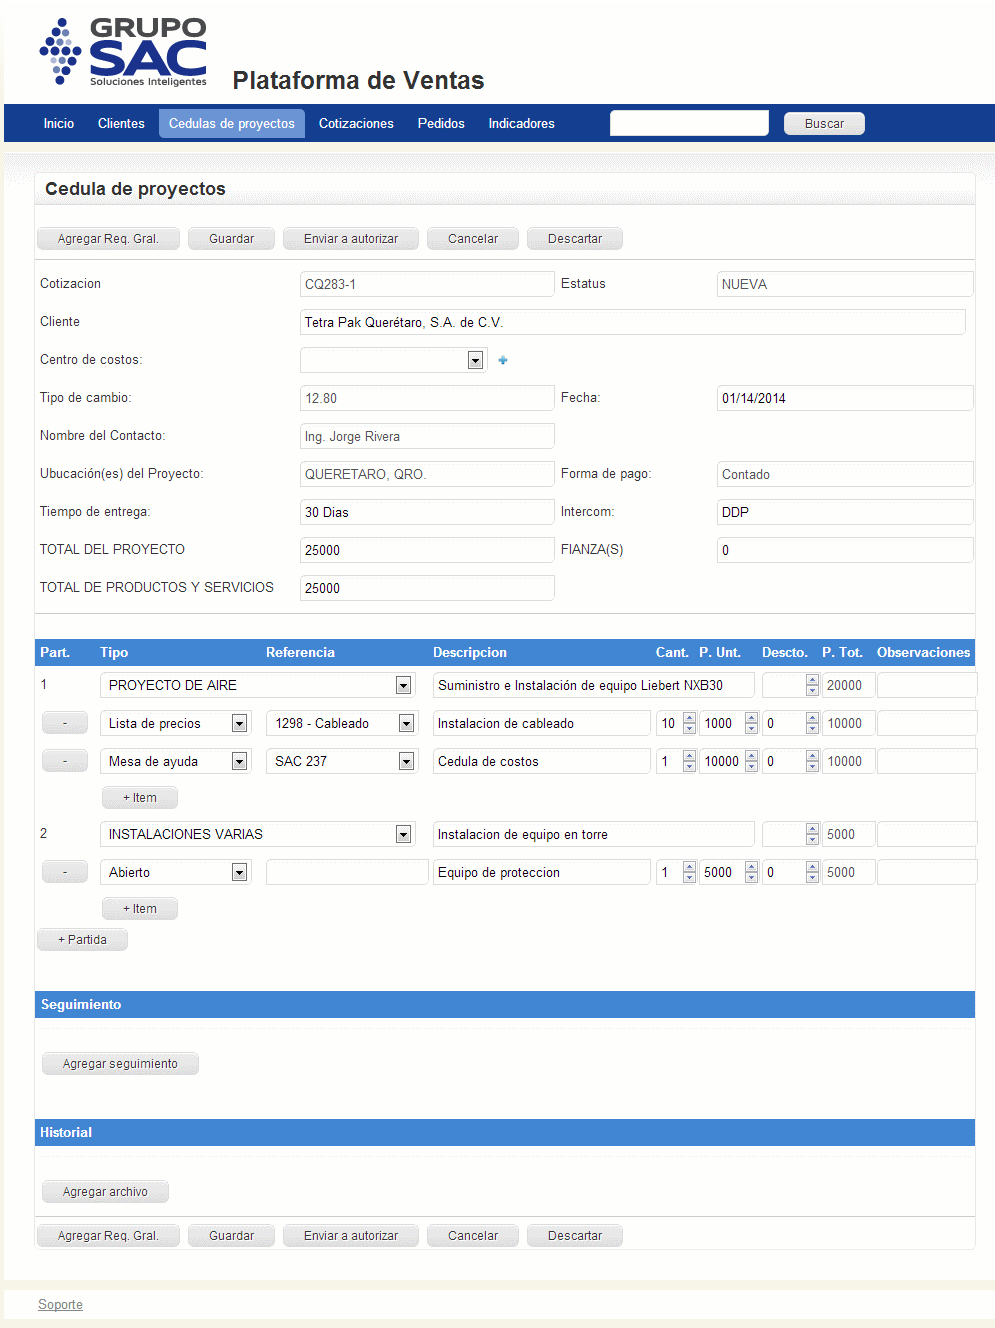 GRUPO
SAC
Soluciones Inteligentes
Plataforma de Ventas
Inicio Clientes Cedulas de proyectos Cotizaciones Pedidos Indicadores Buscar
Cedula de proyectos
Agregar Req. Gral. Guardar Enviar a autorizar Cancelar Descartar
Cotizacion CQ283-1 Estatus NUEVA
Cliente Tetra Pak Querétaro, S.A. de C.V.
Centro de costos:
Tipo de cambio: 12.80 Fecha: 01/14/2014
Nombre del Contacto: Ing. Jorge Rivera
Ubucación(es) del Proyecto: QUERETARO, QRO. Forma de pago: Contado
Tiempo de entrega: 30 Dias Intercom: DDP
TOTAL DEL PROYECTO 25000 FIANZA(S) 0
TOTAL DE PRODUCTOS Y SERVICIOS 25000
Part. Tipo Referencia Descripcion Cant. P. Unt. Descto. P. Tot. Observaciones
1 PROYECTO DE AIRE Suministro e Instalación de equipo Liebert NXB30 20000
- Lista de precios 1298 - Cableado Instalacion de cableado 10 1000 0 10000
- Mesa de ayuda SAC 237 Cedula de costos 1 10000 0 10000
+ Item
2 INSTALACIONES VARIAS Instalacion de equipo en torre 5000
- Abierto Equipo de proteccion 1 5000 0 5000
+ Item
+ Partida
Seguimiento
Agregar seguimiento
Historial
Agregar archivo
Agregar Req. Gral. Guardar Enviar a autorizar Cancelar Descartar
Soporte